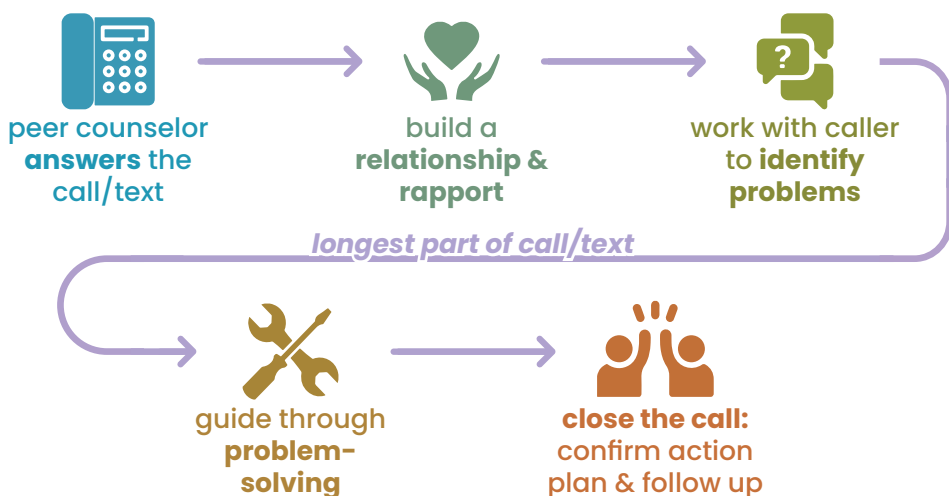 peer counselor
answers the
call/text
build a
relationship &
rapport
?
work with caller
to identify
problems
longest part of call/text
guide through
problem-
solving
close the call:
confirm action
plan & follow up